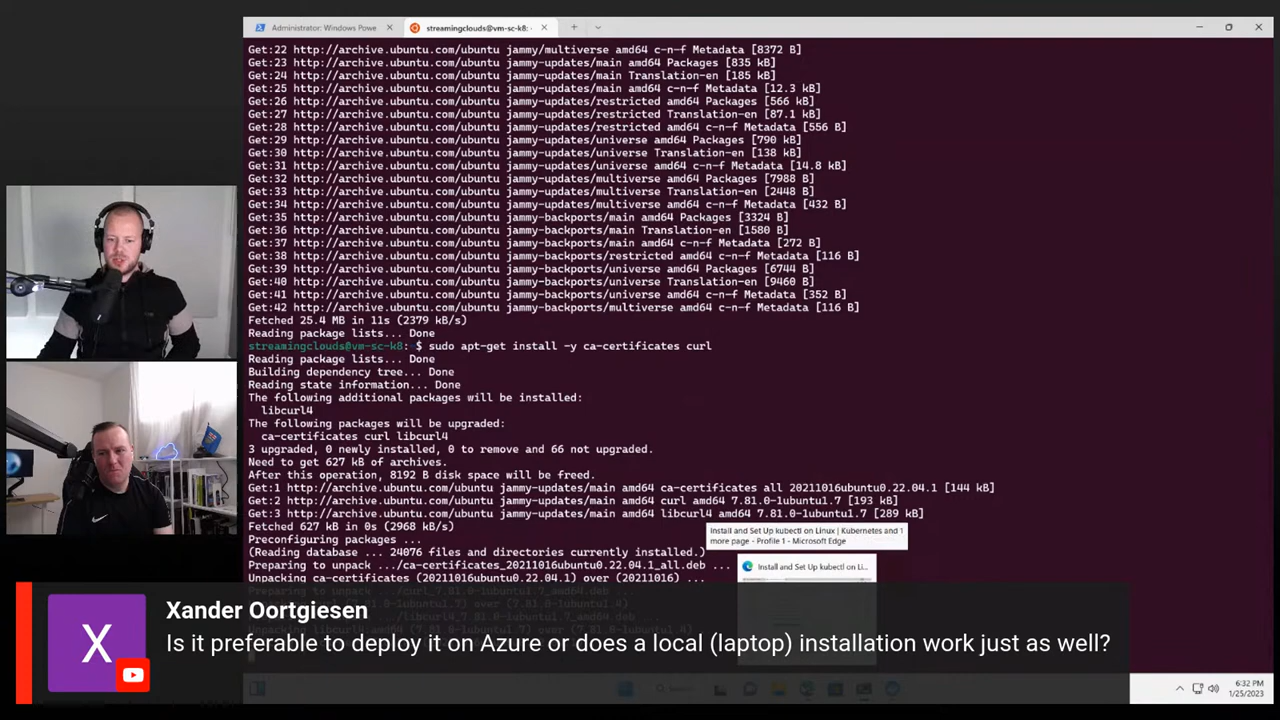 Administrator: Windows Powe
streamingclouds@vm-sc-k8:
Get:22 http://archive.ubuntu.com/ubuntu jammy/multiverse amd64 c-n-f Metadata [8372 B]
Get:23 http://archive.ubuntu.com/ubuntu jammy-updates/main amd64 Packages [835 kB]
Get:24 http://archive.ubuntu.com/ubuntu jammy-updates/main Translation-en [185 kB]
Get:25 http://archive.ubuntu.com/ubuntu jammy-updates/main amd64 c-n-f Metadata [12.3 kB]
Get:26 http://archive.ubuntu.com/ubuntu jammy-updates/restricted amd64 Packages [566 kB]
Get:27 http://archive.ubuntu.com/ubuntu jammy-updates/restricted Translation-en [87.1 kB]
Get:28 http://archive.ubuntu.com/ubuntu jammy-updates/restricted amd64 c-n-f Metadata [556 B]
Get:29 http://archive.ubuntu.com/ubuntu jammy-updates/universe amd64 Packages [790 kB]
Get:30 http://archive.ubuntu.com/ubuntu jammy-updates/universe Translation-en [138 kB]
Get:31 http://archive.ubuntu.com/ubuntu jammy-updates/universe amd64 c-n-f Metadata [14.8 kB]
Get:32 http://archive.ubuntu.com/ubuntu jammy-updates/multiverse amd64 Packages [7988 B]
Get:33 http://archive.ubuntu.com/ubuntu jammy-updates/multiverse Translation-en [2448 B]
Get:34 http://archive.ubuntu.com/ubuntu jammy-updates/multiverse amd64 c-n-f Metadata [432 B]
Get:35 http://archive.ubuntu.com/ubuntu jammy-backports/main amd64 Packages [3324 B]
Get:36 http://archive.ubuntu.com/ubuntu jammy-backports/main Translation-en [1580 B]
Get:37 http://archive.ubuntu.com/ubuntu jammy-backports/main amd64 c-n-f Metadata [272 B]
Get:38 http://archive.ubuntu.com/ubuntu jammy-backports/restricted amd64 c-n-f Metadata [116 B]
Get:39 http://archive.ubuntu.com/ubuntu jammy-backports/universe amd64 Packages [6744 B]
Get:40 http://archive.ubuntu.com/ubuntu jammy-backports/universe Translation-en [9460 B]
Get:41 http://archive.ubuntu.com/ubuntu jammy-backports/universe amd64 c-n-f Metadata [352 B]
Get:42 http://archive.ubuntu.com/ubuntu jammy-backports/multiverse amd64 c-n-f Metadata [116 B]
Fetched 25.4 MB in 11s (2379 kB/s)
Reading package lists... Done
streamingclouds@vm-sc-k8: $ sudo apt-get install -y ca-certificates curl
Reading package lists... Done
Building dependency tree... Done
Reading state information... Done
The following additional packages will be installed:
libcurl4
The following packages will be upgraded:
ca-certificates curl libcurl4
3 upgraded, 0 newly installed, 0 to remove and 66 not upgraded.
Need to get 627 kB of archives.
After this operation, 8192 B disk space will be freed.
Get:1 http://archive.ubuntu.com/ubuntu jammy-updates/main amd64 ca-certificates all 20211016ubuntu0.22.04.1 [144 kB]
Get:2 http://archive.ubuntu.com/ubuntu jammy-updates/main amd64 curl amd64 7.81.0-1ubuntu1.7 [193 kB]
Get:3 http://archive.ubuntu.com/ubuntu jammy-updates/main amd64 libcurl4 amd64 7.81.0-1ubuntu1.7 [289 kB]
Fetched 627 kB in 0s (2968 kB/s)
Preconfiguring packages ...
(Reading database ... 24076 files and directories currently installed.)
Preparing to unpack .../ca-certificates_20211016ubuntu0.22.04.1_all.deb ...
Unpacking ca-certificates (20211016ubuntu0.22.04.1) over (20211016) ...
Preparing to unpack .../curl_7.81.0-1ubuntu1.7_amd64.deb ...
Install and Set Up kubectl on Linux | Kubernetes and 1
more page - Profile 1 - Microsoft Edge
Install and Set Up kubectl on Li...
X
Xander Oortgiesen
Is it preferable to deploy it on Azure or does a local (laptop) installation work just as well?
6:32 PM
1/25/2023